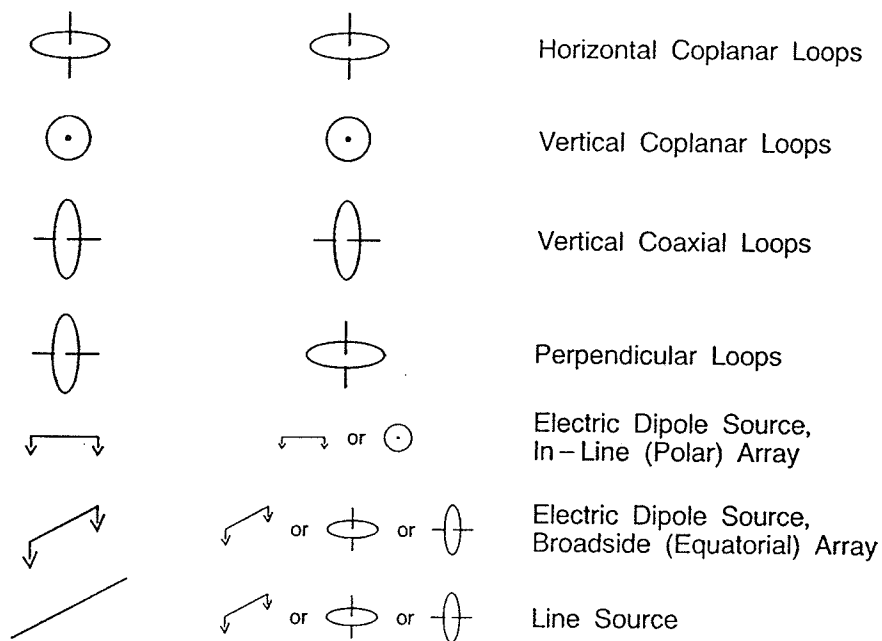 Horizontal Coplanar Loops
Vertical Coplanar Loops
Vertical Coaxial Loops
Perpendicular Loops
or
Electric Dipole Source,
In-Line (Polar) Array
or or
Electric Dipole Source,
Broadside (Equatorial) Array
or or
Line Source